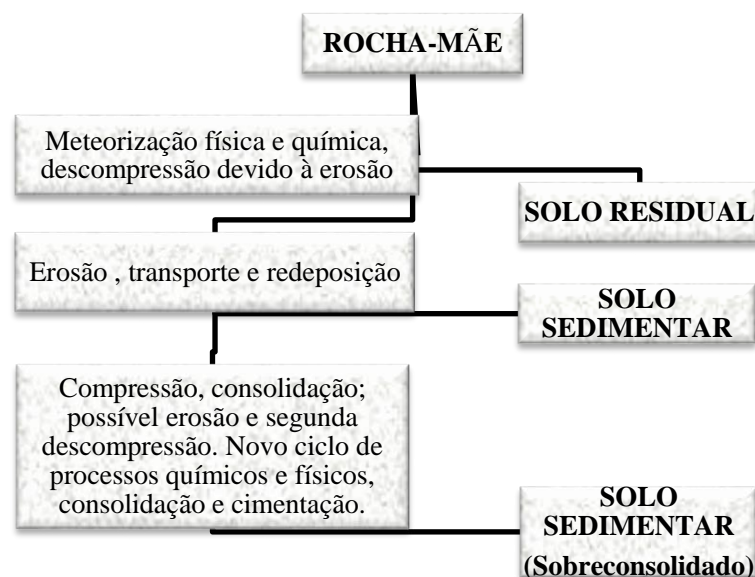 ROCHA-MÃE
Meteorização física e química,
descompressão devido à erosão
SOLO RESIDUAL
Erosão , transporte e redeposição
SOLO
SEDIMENTAR
Compressão, consolidação;
possível erosão e segunda
descompressão. Novo ciclo de
processos químicos e físicos,
consolidação e cimentação.
SOLO
SEDIMENTAR
(Sobreconsolidado)